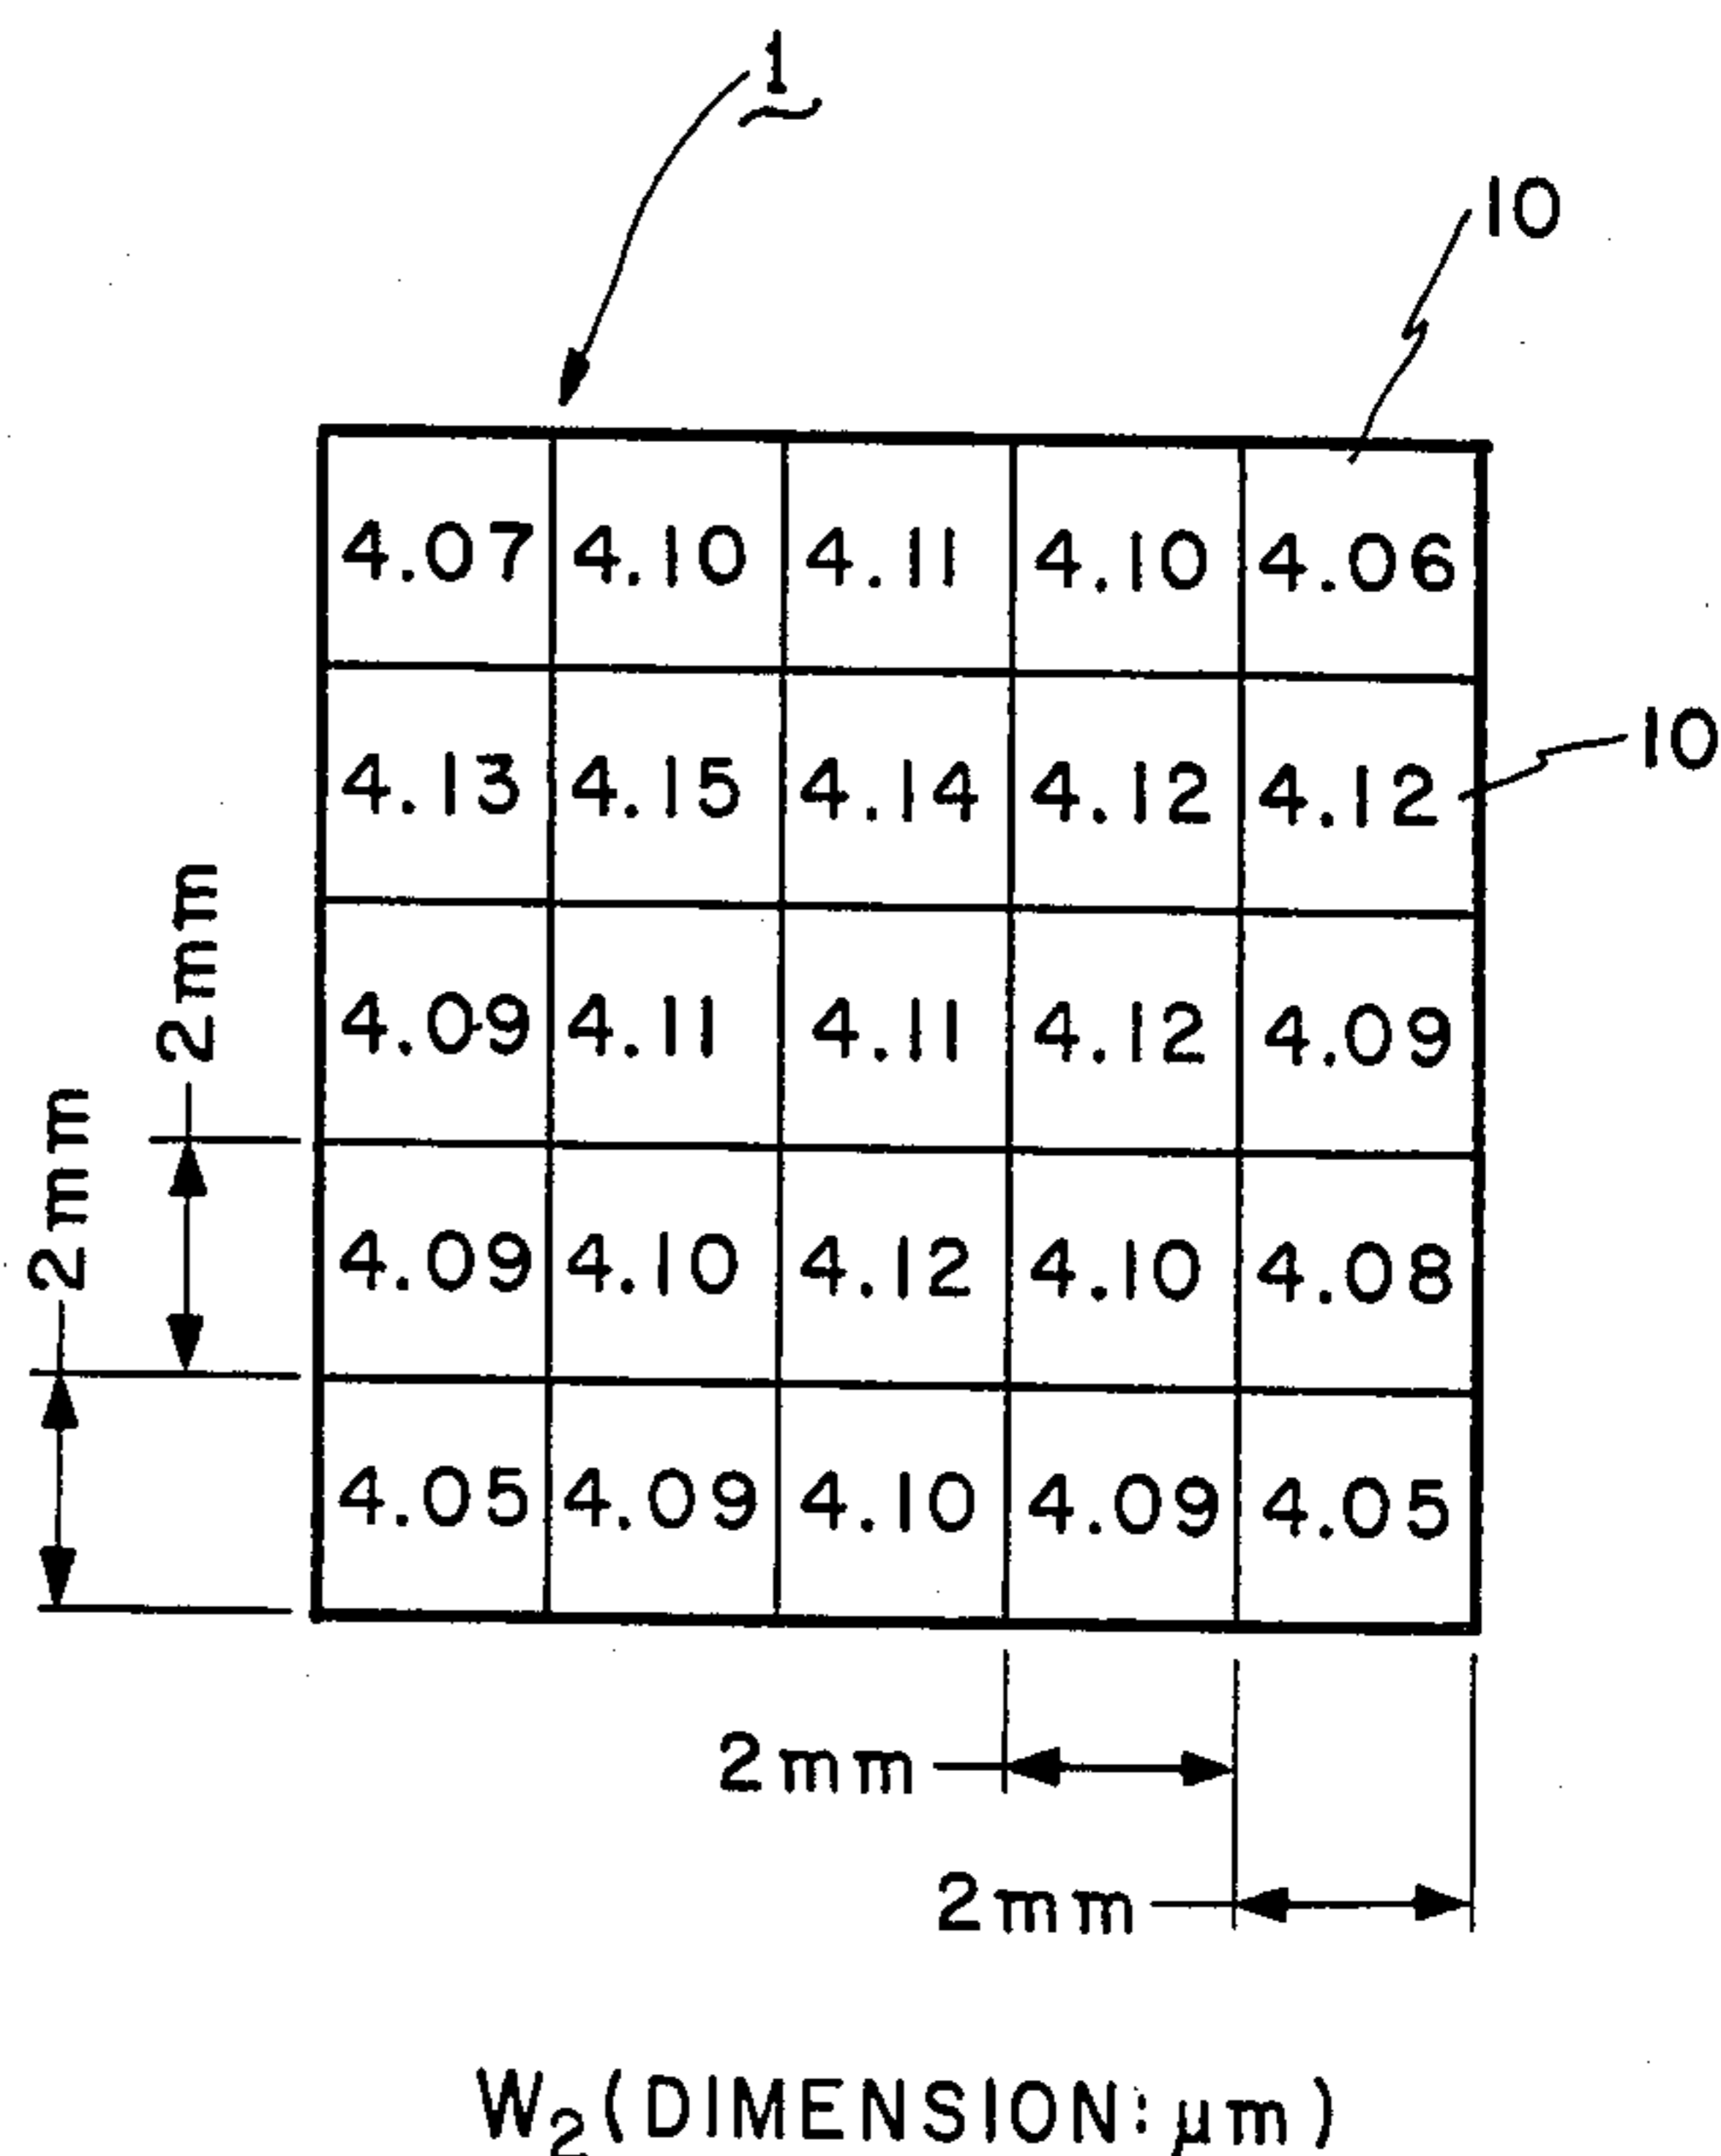 1
10
4.07 4.10 4.11 4.10 4.06
10
4.13 4.15 4.14 4.12 4.12
2mm
4.09 4.11 4.11 4.12 4.09
2mm
4.09 4.10 4.12 4.10 4.08
4.05 4.09 4.10 4.09 4.05
2mm
2mm
W2(DIMENSION:μm)